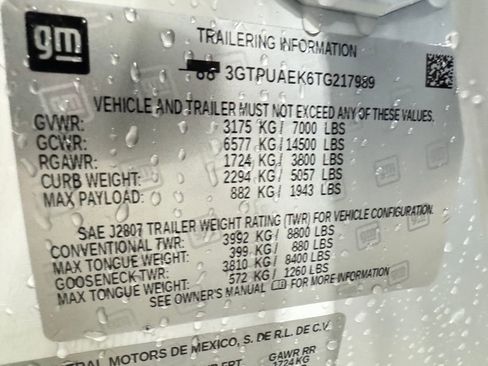 gm
TRAILERING INFORMATION
3GTPUAEK6TG217989
VEHICLE AND TRAILER MUST NOT EXCEED ANY OF THESE VALUES.
GVWR: 3175 KG/ 7000 LBS
GCWR: 6577 KG/ 14500 LBS
RGAWR: 1724 KG/ 3800 LBS
CURB WEIGHT: 2294 KG/ 5057 LBS
MAX PAYLOAD: 882 KG/ 1943 LBS
SAE J2807 TRAILER WEIGHT RATING (TWR) FOR VEHICLE CONFIGURATION.
CONVENTIONAL TWR: 3992 KG/ 8800 LBS
MAX TONGUE WEIGHT: 399 KG/ 880 LBS
GOOSENECK TWR: 3810 KG/ 8400 LBS
MAX TONGUE WEIGHT: 572 KG/ 1260 LBS
SEE OWNER'S MANUAL FOR MORE INFORMATION
MOTORS DE MEXICO, S. DE R.L. DE C.V.
GAWR RR
1724 KG